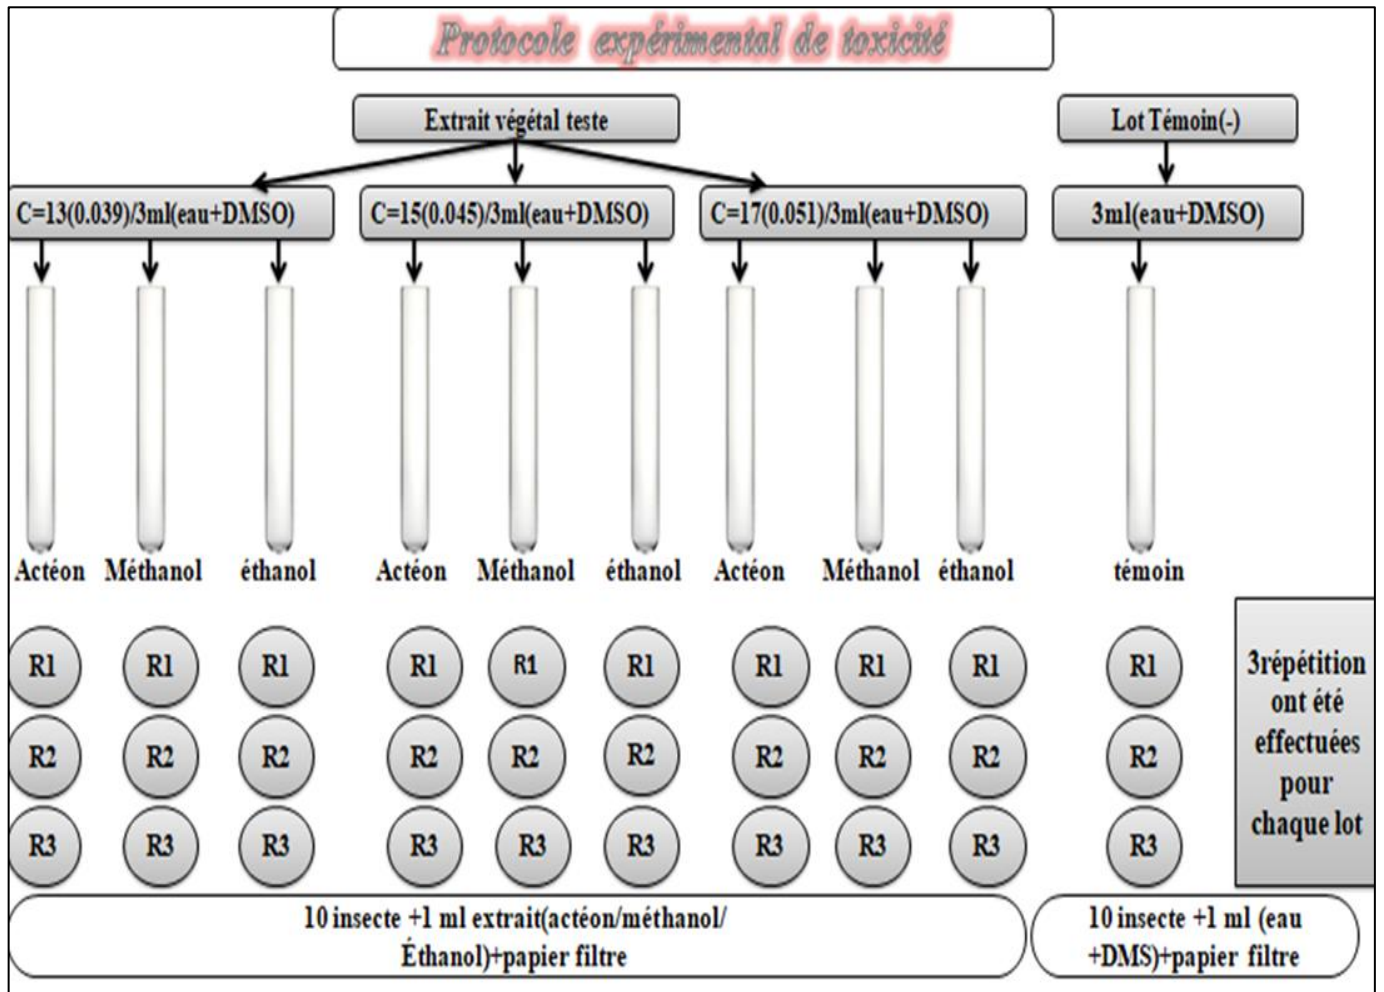 Protocole expérimental de toxicité
Extrait végétal teste
Lot Témoin(-)
C=13(0.039)/3ml(eau+DMSO)
C=15(0.045)/3ml(eau+DMSO)
C=17(0.051)/3ml(eau+DMSO)
3ml(eau+DMSO)
Actéon
Méthanol
éthanol
Actéon
Méthanol
éthanol
Actéon
Méthanol
éthanol
témoin
R1
R1
R1
R1
R1
R1
R1
R1
R1
R1
R2
R2
R2
R2
R2
R2
R2
R2
R2
R2
R3
R3
R3
R3
R3
R3
R3
R3
R3
R3
3répétition
ont été
effectuées
pour
chaque lot
10 insecte +1 ml extrait(actéon/méthanol/
Éthanol)+papier filtre
10 insecte +1 ml (eau
+DMS)+papier filtre